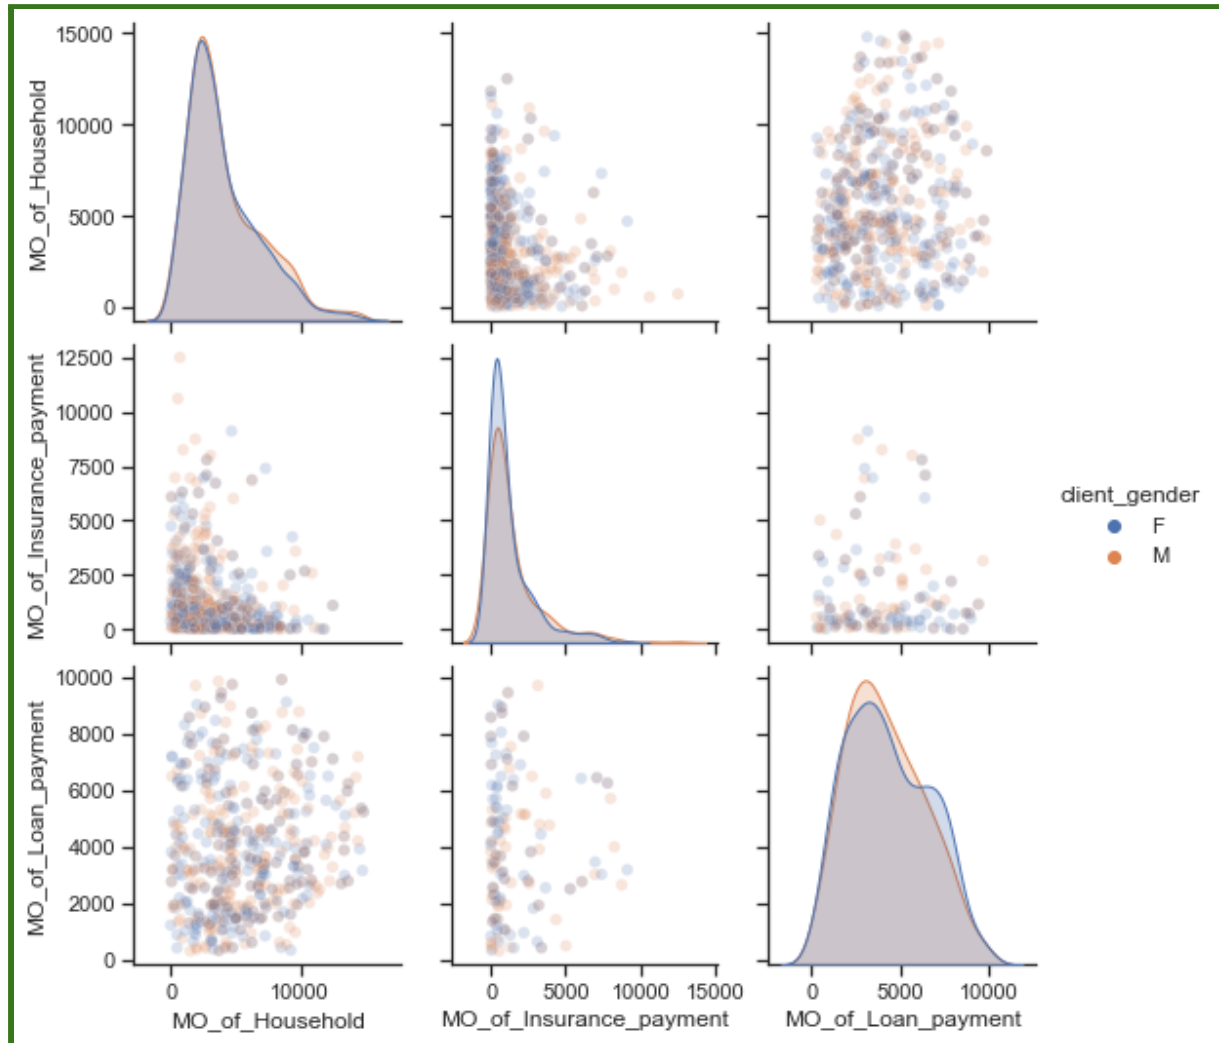 15000
10000
5000
0
MO_of_Household
12500
10000
7500
5000
2500
0
MO_of_Insurance_payment
client_gender
F
M
10000
8000
6000
4000
2000
0
MO_of_Loan_payment
0 10000
MO_of_Household
0 5000 10000 15000
MO_of_Insurance_payment
0 5000 10000
MO_of_Loan_payment